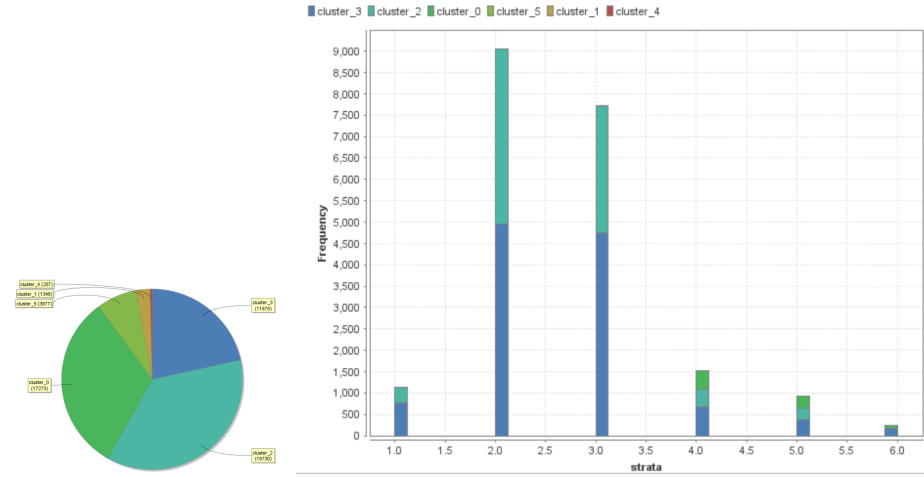 cluster_3 cluster_2 cluster_0 cluster_5 cluster_1 cluster_4
9,000
8,500
8,000
7,500
7,000
6,500
6,000
5,500
5,000
4,500
4,000
3,500
3,000
2,500
2,000
1,500
1,000
500
0
Frequency
1.0 1.5 2.0 2.5 3.0 3.5 4.0 4.5 5.0 5.5 6.0
strata
cluster_4 (207)
cluster_1 (1348)
cluster_5 (3877)
cluster_3
cluster_0
(17273)
cluster_2
(19730)